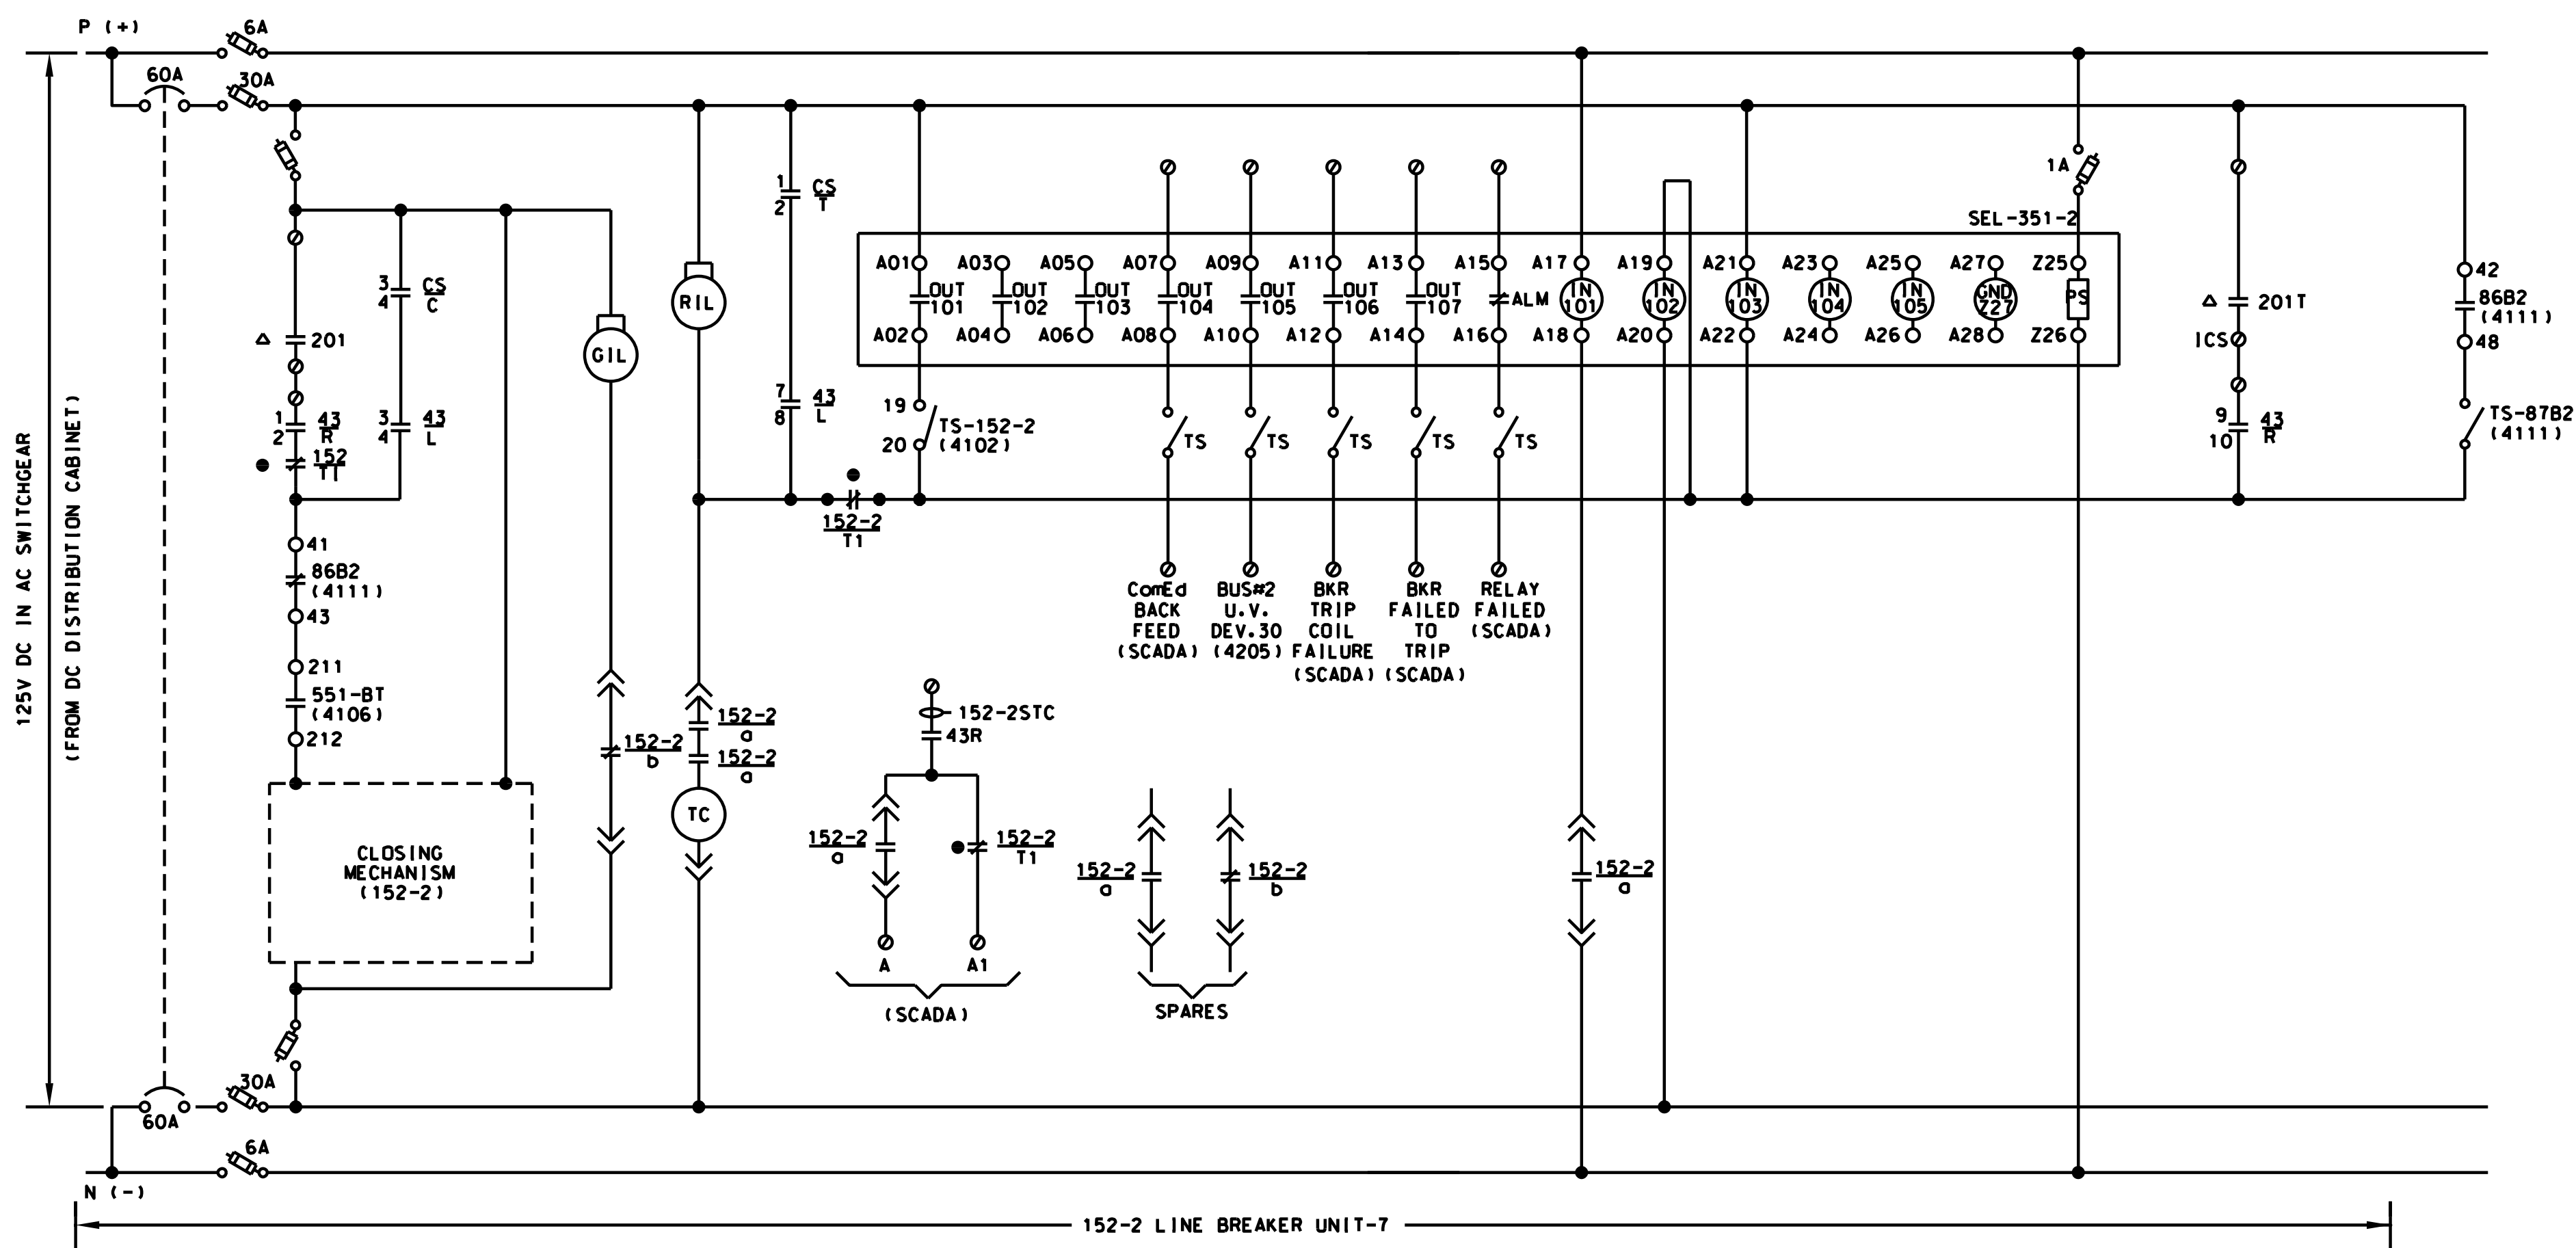 P (+)
6A
60A
30A
125V DC IN AC SWITCHGEAR
(FROM DC DISTRIBUTION CABINET)
201
1
2
43
R
152
T1
3
4
CS
C
3
4
43
L
41
86B2
(4111)
43
211
551-BT
(4106)
212
CLOSING
MECHANISM
(152-2)
GIL
152-2
b
RIL
152-2
a
152-2
a
TC
1
2
CS
T
7
8
43
L
152-2
T1
SEL-351-2
A01
A03
A05
A07
A09
A11
A13
A15
A17
A19
A21
A23
A25
A27
Z25
OUT
101
OUT
102
OUT
103
OUT
104
OUT
105
OUT
106
OUT
107
ALM
IN
101
IN
102
IN
103
IN
104
IN
105
GND
Z27
PS
A02
A04
A06
A08
A10
A12
A14
A16
A18
A20
A22
A24
A26
A28
Z26
1A
19
20
TS-152-2
(4102)
TS
TS
TS
TS
TS
ComEd
BACK
FEED
(SCADA)
BUS#2
U.V.
DEV.30
(4205)
BKR
TRIP
COIL
FAILURE
(SCADA)
BKR
FAILED
TO
TRIP
(SCADA)
RELAY
FAILED
(SCADA)
201T
ICS
9
10
43
R
42
86B2
(4111)
48
TS-87B2
(4111)
152-2STC
43R
152-2
a
152-2
T1
A
A1
(SCADA)
152-2
a
152-2
b
SPARES
152-2
a
30A
60A
6A
N (-)
152-2 LINE BREAKER UNIT-7